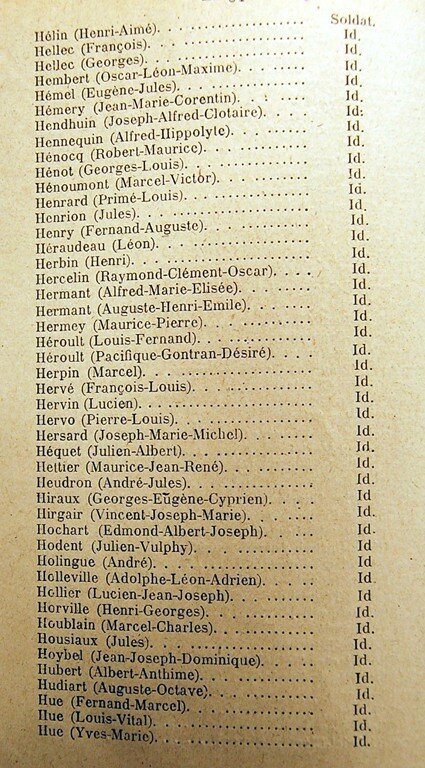 Hélin (Henri-Aimé). . . . . . . . . . . . . . . . . Soldat.
Hellec (François). . . . . . . . . . . . . . . . . Id.
Hellec (Georges). . . . . . . . . . . . . . . . . Id.
Hembert (Oscar-Léon-Maxime). . . . . . . . . Id.
Hémel (Eugène-Jules). . . . . . . . . . . . . . . Id.
Hémery (Jean-Marie-Corentin). . . . . . . . . Id.
Hendhuin (Joseph-Alfred-Clotaire). . . . . . Id.
Hennequin (Alfred-Hippolyte). . . . . . . . . Id.
Hénocq (Robert-Maurice). . . . . . . . . . . . Id.
Hénot (Georges-Louis). . . . . . . . . . . . . . Id.
Hénoumont (Marcel-Victor). . . . . . . . . . . Id.
Henrard (Primé-Louis). . . . . . . . . . . . . . Id.
Henrion (Jules). . . . . . . . . . . . . . . . . . Id.
Henry (Fernand-Auguste). . . . . . . . . . . . Id.
Héraudeau (Léon). . . . . . . . . . . . . . . . . Id.
Herbin (Henri). . . . . . . . . . . . . . . . . . Id.
Hercelin (Raymond-Clément-Oscar). . . . . Id.
Hermant (Alfred-Marie-Elisée). . . . . . . . Id.
Hermant (Auguste-Henri-Emile). . . . . . . . Id.
Hermey (Maurice-Pierre). . . . . . . . . . . . Id.
Héroult (Louis-Fernand). . . . . . . . . . . . . Id.
Héroult (Pacifique-Gontran-Désiré). . . . . Id.
Herpin (Marcel). . . . . . . . . . . . . . . . . . Id.
Hervé (François-Louis). . . . . . . . . . . . . . Id.
Hervin (Lucien). . . . . . . . . . . . . . . . . . Id.
Hervo (Pierre-Louis). . . . . . . . . . . . . . . Id.
Hersard (Joseph-Marie-Michel). . . . . . . . Id.
Héquet (Julien-Albert). . . . . . . . . . . . . . Id.
Hettier (Maurice-Jean-René). . . . . . . . . . Id.
Heudron (André-Jules). . . . . . . . . . . . . . Id.
Hiraux (Georges-Eugène-Cyprien). . . . . . Id
Hirgair (Vincent-Joseph-Marie). . . . . . . . Id.
Hochart (Edmond-Albert-Joseph). . . . . . . Id.
Hodent (Julien-Vulphy). . . . . . . . . . . . . . Id
Holingue (André). . . . . . . . . . . . . . . . . Id
Holleville (Adolphe-Léon-Adrien). . . . . . Id.
Hollier (Lucien-Jean-Joseph). . . . . . . . . . Id
Horville (Henri-Georges). . . . . . . . . . . . Id.
Houblain (Marcel-Charles). . . . . . . . . . . Id.
Housiaux (Jules). . . . . . . . . . . . . . . . . Id.
Hoybel (Jean-Joseph-Dominique). . . . . . Id.
Hubert (Albert-Anthime). . . . . . . . . . . . Id.
Hudiart (Auguste-Octave). . . . . . . . . . . . Id.
Hue (Fernand-Marcel). . . . . . . . . . . . . . Id.
Hue (Louis-Vital). . . . . . . . . . . . . . . . . Id.
Hue (Yves-Marie). . . . . . . . . . . . . . . . . Id.